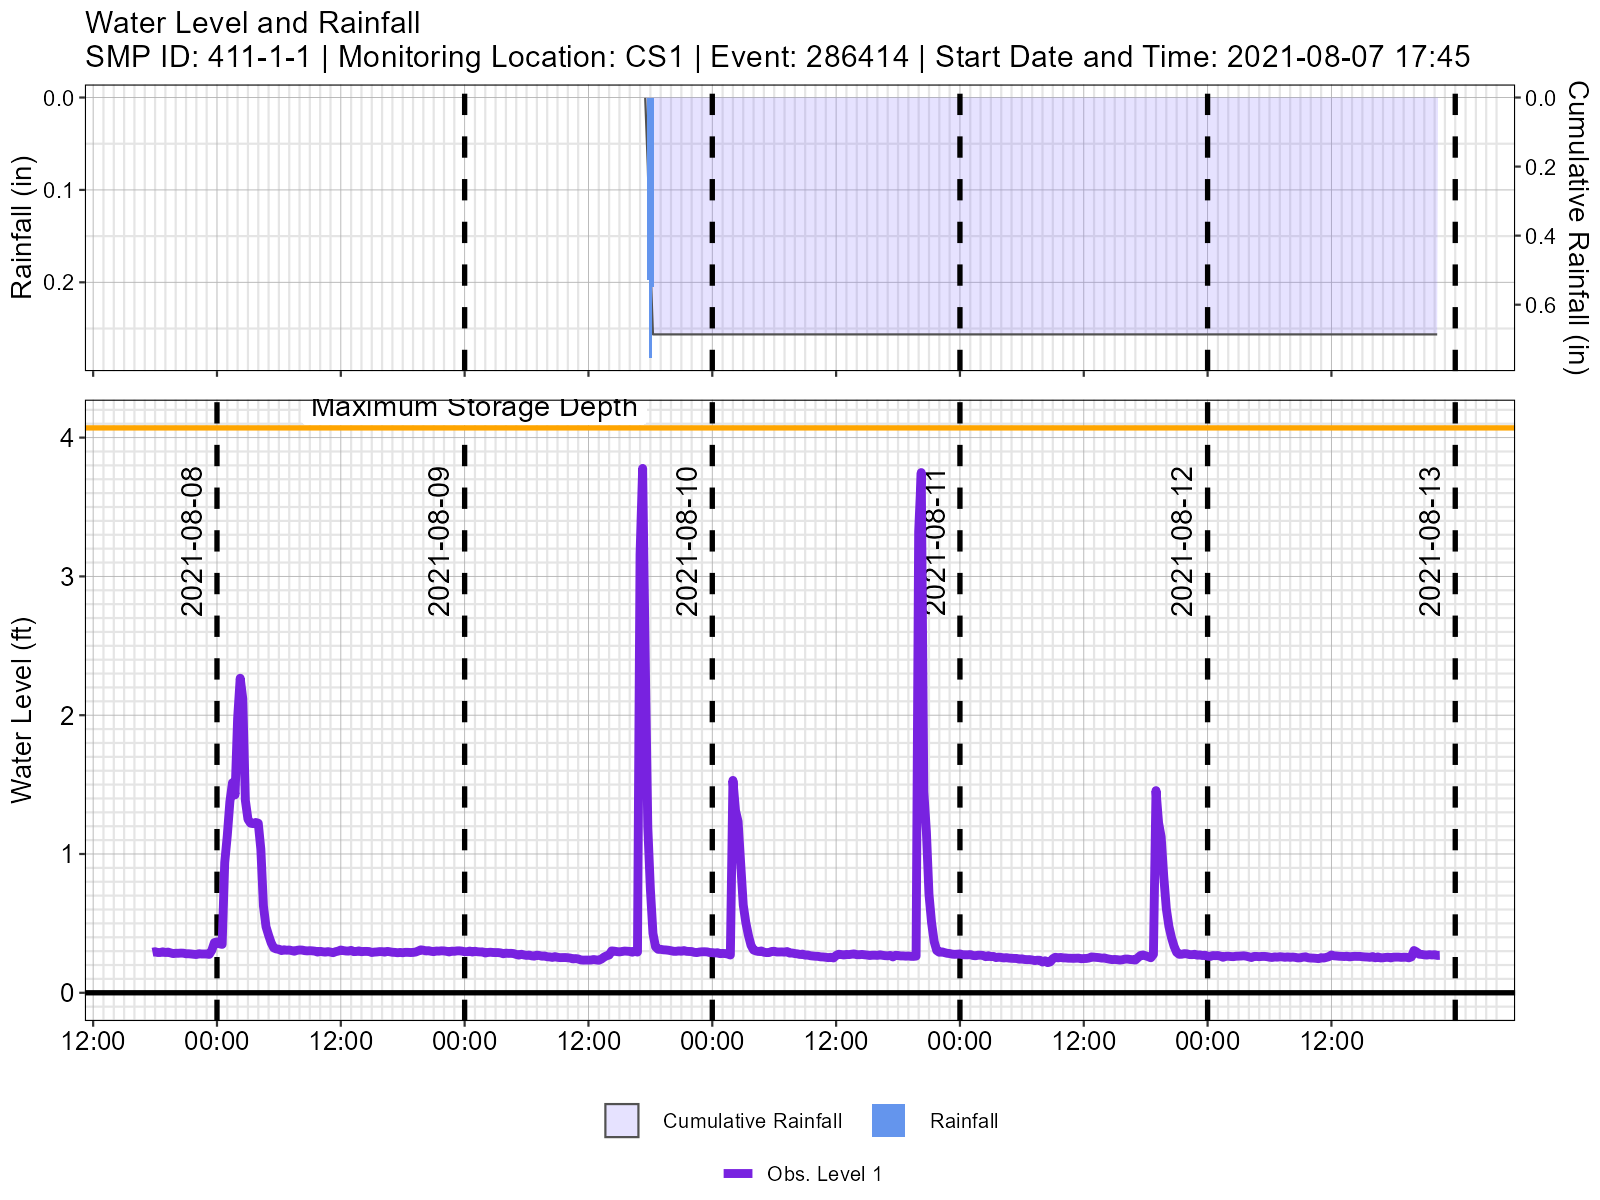 Water Level and Rainfall
SMP ID: 411-1-1 | Monitoring Location: CS1 | Event: 286414 | Start Date and Time: 2021-08-07 17:45
Rainfall (in)
0.0
0.1
0.2
0.0
0.2
0.4
0.6
Cumulative Rainfall (in)
Maximum Storage Depth
Water Level (ft)
4
3
2
1
0
2021-08-08
2021-08-09
2021-08-10
2021-08-11
2021-08-12
2021-08-13
12:00 00:00 12:00 00:00 12:00 00:00 12:00 00:00 12:00 00:00 12:00
Cumulative Rainfall Rainfall
Obs. Level 1